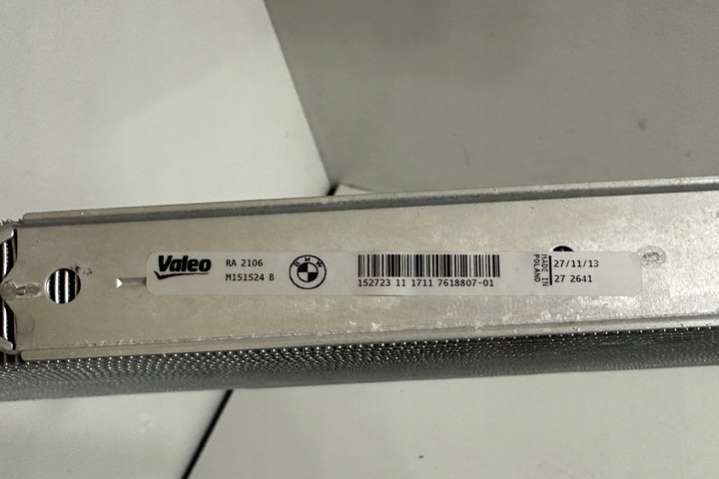 Valeo
RA 2106
M151524 B
BMW
152723 11 1711 7618807-01
MADE IN
POLAND
27/11/13
27 2641